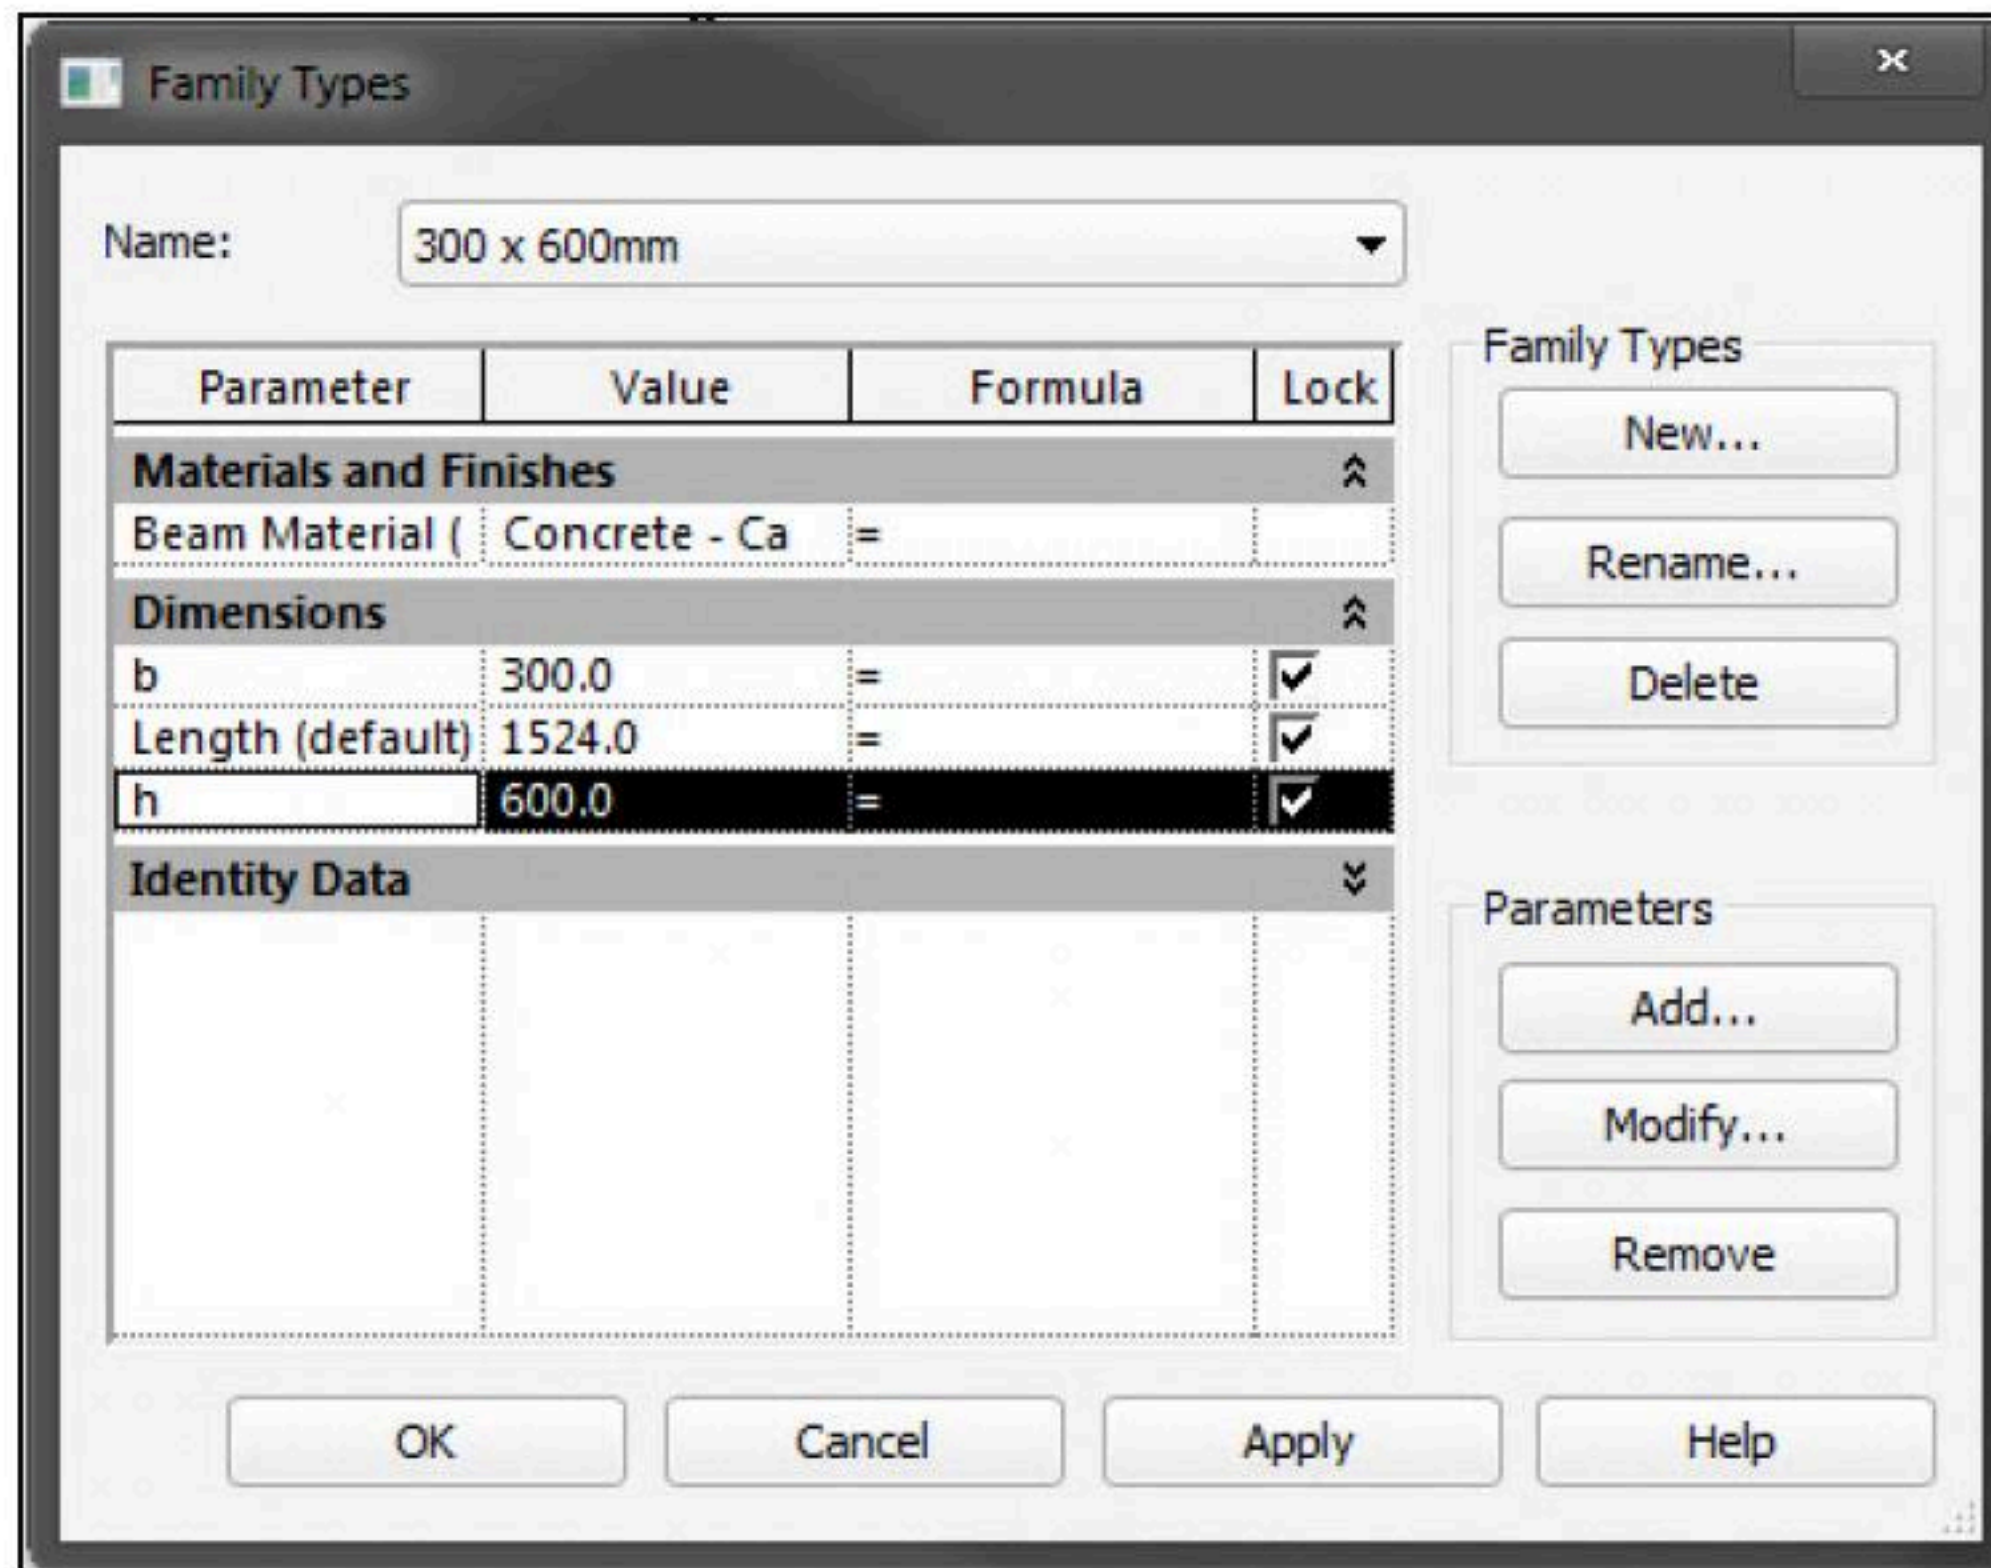 Family Types
Name: 300 x 600mm
Parameter Value Formula Lock
Materials and Finishes
Beam Material ( Concrete - Ca =
Dimensions
b 300.0 =
Length (default) 1524.0 =
h 600.0 =
Identity Data
Family Types
New...
Rename...
Delete
Parameters
Add...
Modify...
Remove
OK Cancel Apply Help